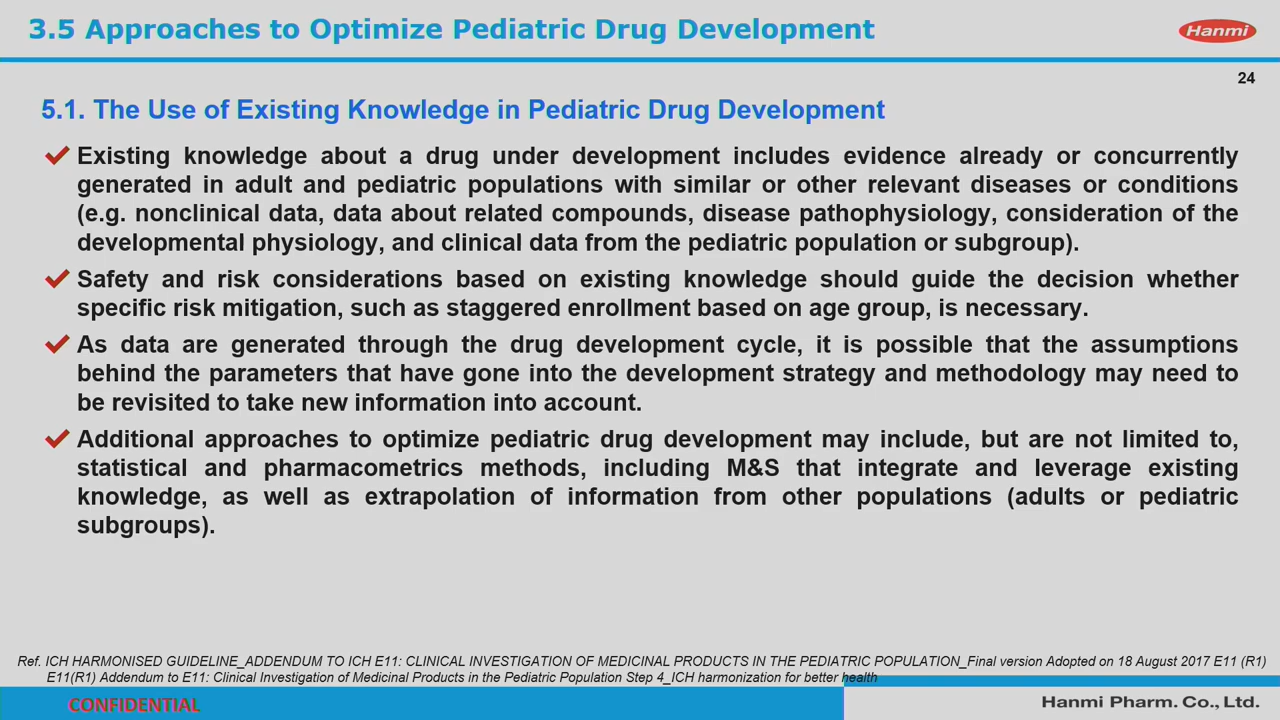 3.5 Approaches to Optimize Pediatric Drug Development
Hanmi
24
5.1. The Use of Existing Knowledge in Pediatric Drug Development
Existing knowledge about a drug under development includes evidence already or concurrently
generated in adult and pediatric populations with similar or other relevant diseases or conditions
(e.g. nonclinical data, data about related compounds, disease pathophysiology, consideration of the
developmental physiology, and clinical data from the pediatric population or subgroup).
Safety and risk considerations based on existing knowledge should guide the decision whether
specific risk mitigation, such as staggered enrollment based on age group, is necessary.
As data are generated through the drug development cycle, it is possible that the assumptions
behind the parameters that have gone into the development strategy and methodology may need to
be revisited to take new information into account.
Additional approaches to optimize pediatric drug development may include, but are not limited to,
statistical and pharmacometrics methods, including M&S that integrate and leverage existing
knowledge, as well as extrapolation of information from other populations (adults or pediatric
subgroups).
Ref. ICH HARMONISED GUIDELINE_ADDENDUM TO ICH E11: CLINICAL INVESTIGATION OF MEDICINAL PRODUCTS IN THE PEDIATRIC POPULATION_Final version Adopted on 18 August 2017 E11 (R1)
E11(R1) Addendum to E11: Clinical Investigation of Medicinal Products in the Pediatric Population Step 4_ICH harmonization for better health
CONFIDENTIAL
Hanmi Pharm. Co., Ltd.